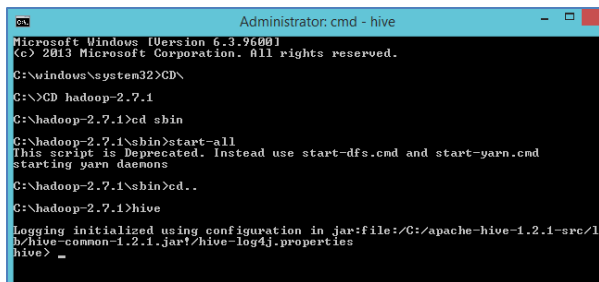 Administrator: cmd - hive
Microsoft Windows [Version 6.3.9600]
(c) 2013 Microsoft Corporation. All rights reserved.
C:\windows\system32>CD\
C:\>CD hadoop-2.7.1
C:\hadoop-2.7.1>cd sbin
C:\hadoop-2.7.1\sbin>start-all
This script is Deprecated. Instead use start-dfs.cmd and start-yarn.cmd
starting yarn daemons
C:\hadoop-2.7.1\sbin>cd..
C:\hadoop-2.7.1>hive
Logging initialized using configuration in jar:file:/C:/apache-hive-1.2.1-src/l
b/hive-common-1.2.1.jar!/hive-log4j.properties
hive> _